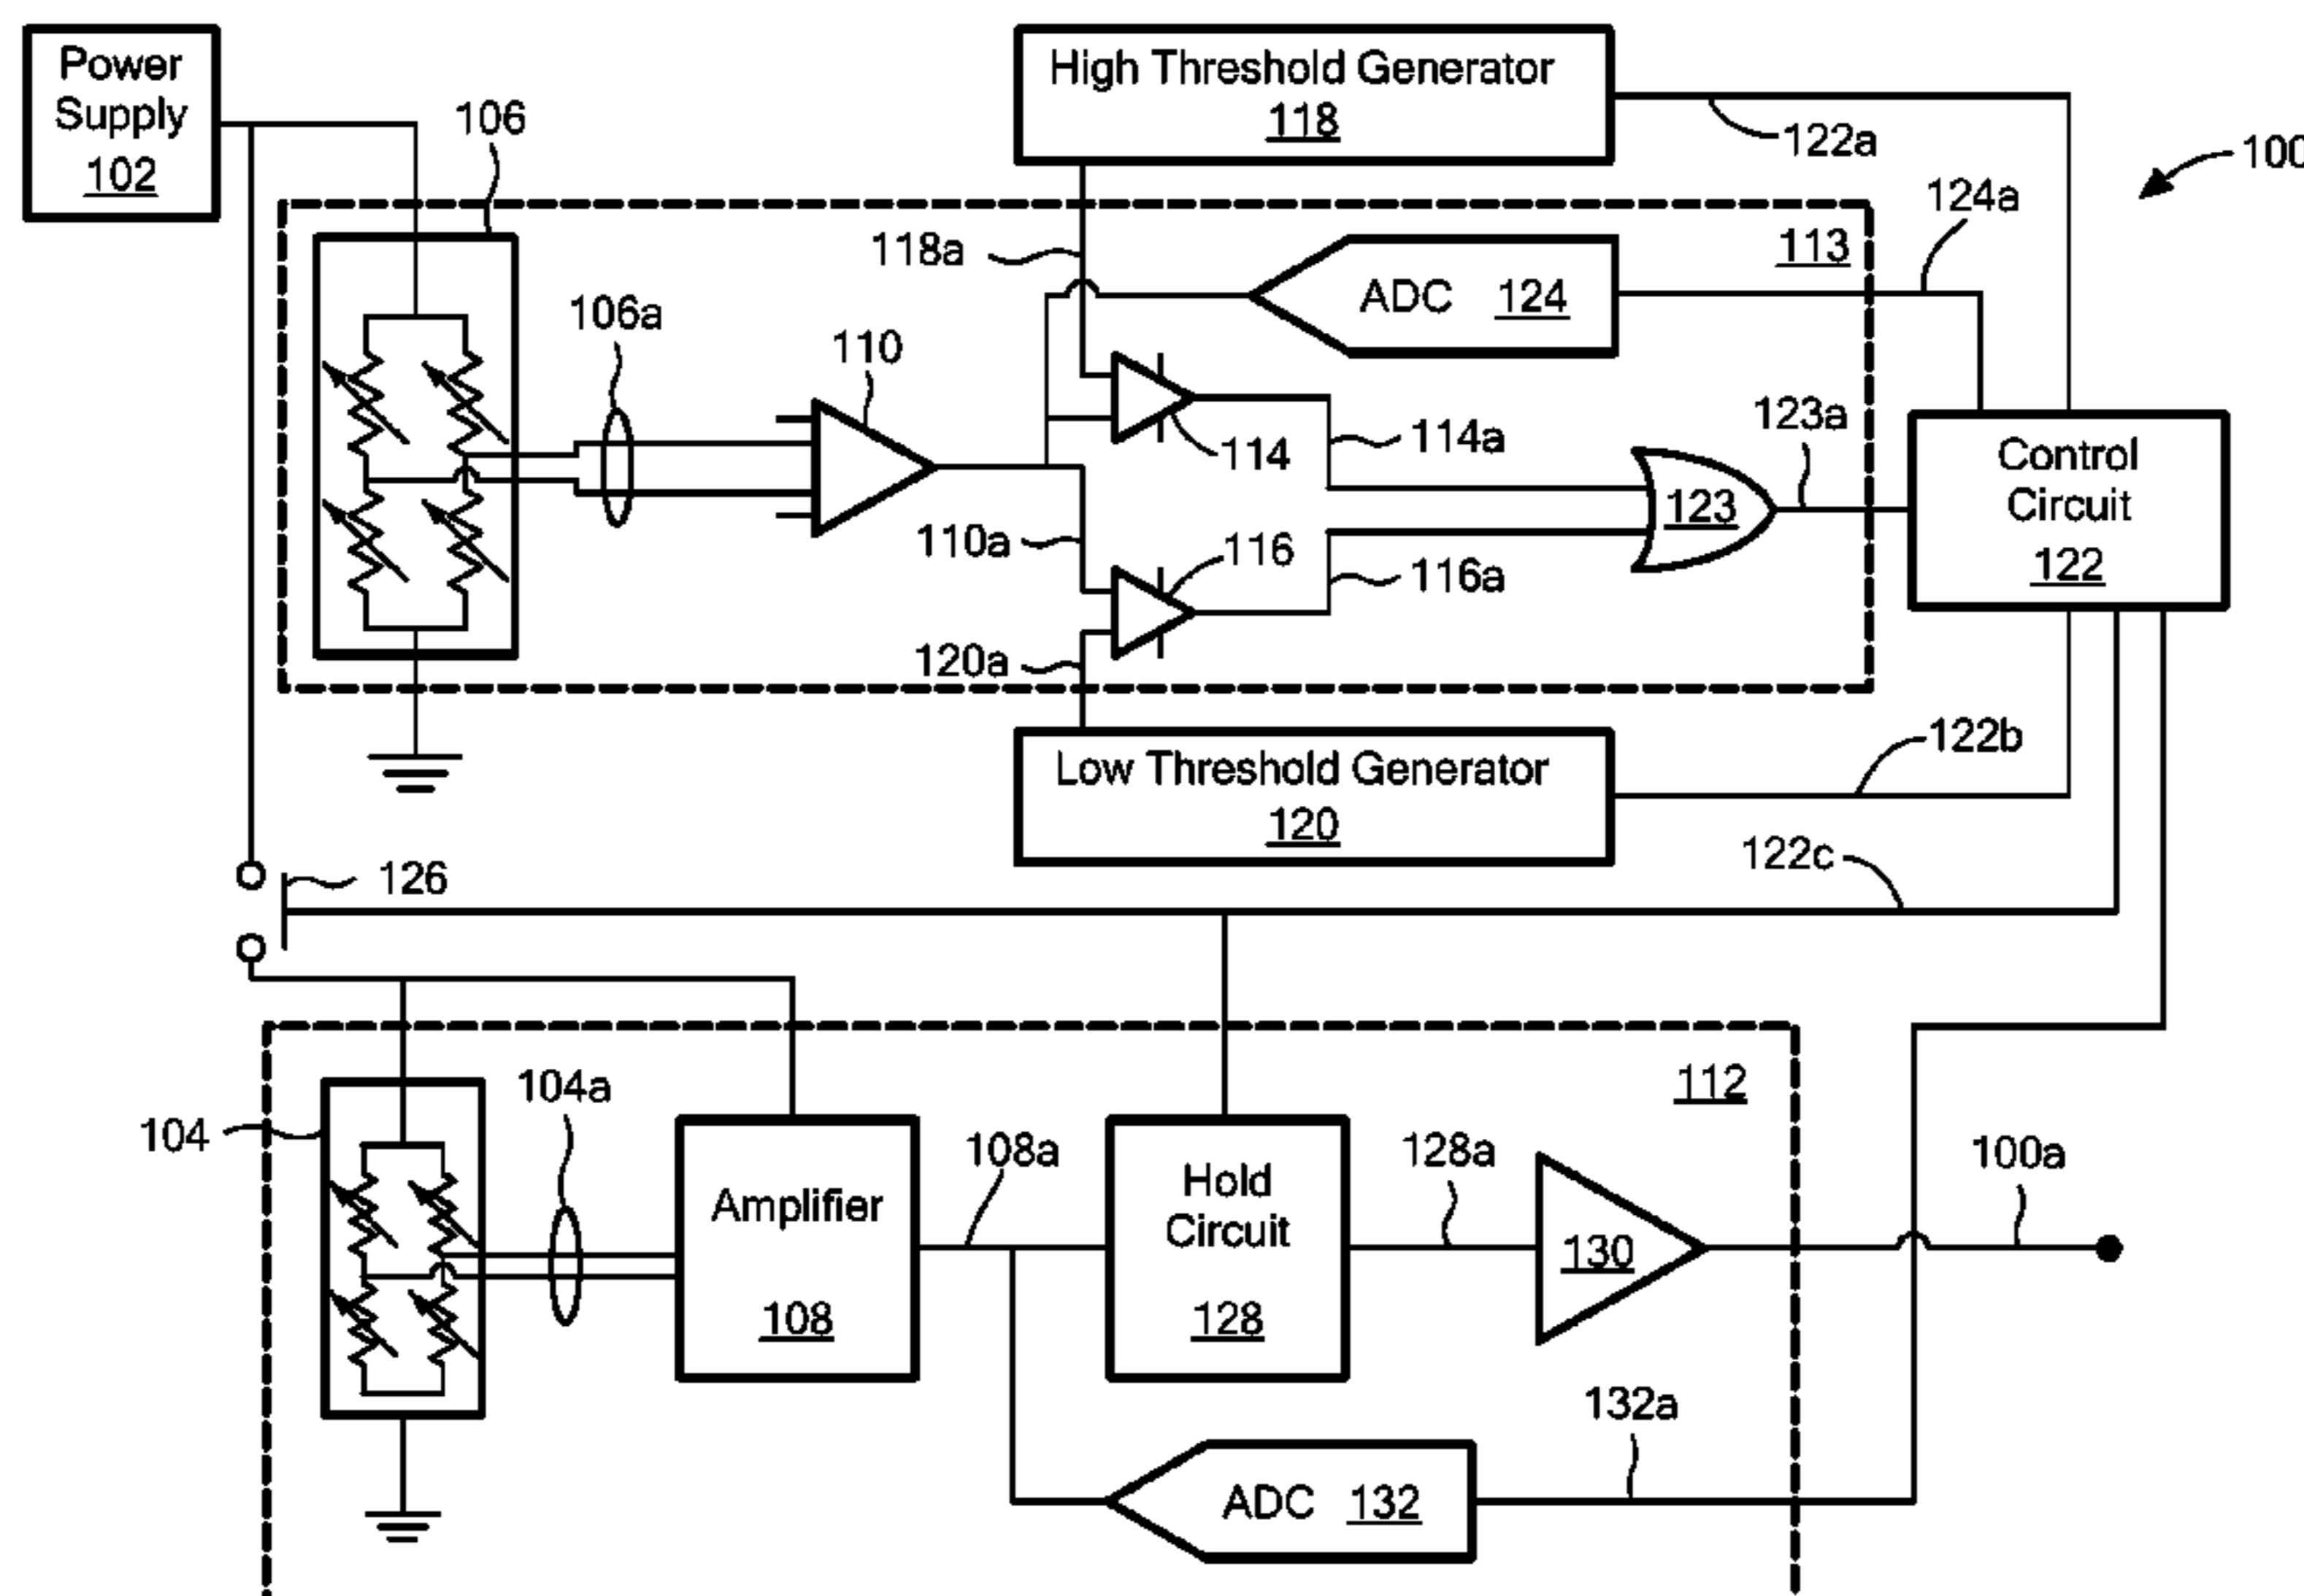 Power
Supply
102
106
High Threshold Generator
118
122a
100
124a
118a
113
ADC 124
106a
110
123a
114
114a
Control
Circuit
122
123
110a
116
116a
120a
Low Threshold Generator
120
122b
122c
126
112
104a
104
108a
128a
100a
Amplifier
108
Hold
Circuit
128
130
132a
ADC 132